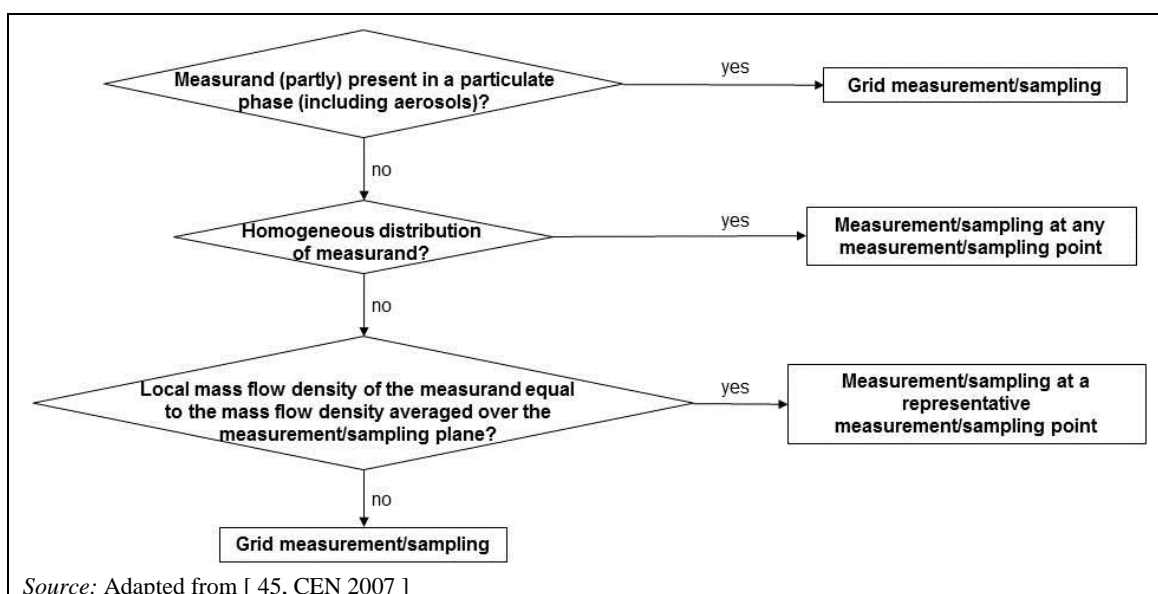 Measurand (partly) present in a particulate
phase (including aerosols)?
yes
Grid measurement/sampling
no
Homogeneous distribution
of measurand?
yes
Measurement/sampling at any
measurement/sampling point
no
Local mass flow density of the measurand equal
to the mass flow density averaged over the
measurement/sampling plane?
yes
Measurement/sampling at a
representative
measurement/sampling point
no
Grid measurement/sampling
Source: Adapted from [ 45, CEN 2007 ]